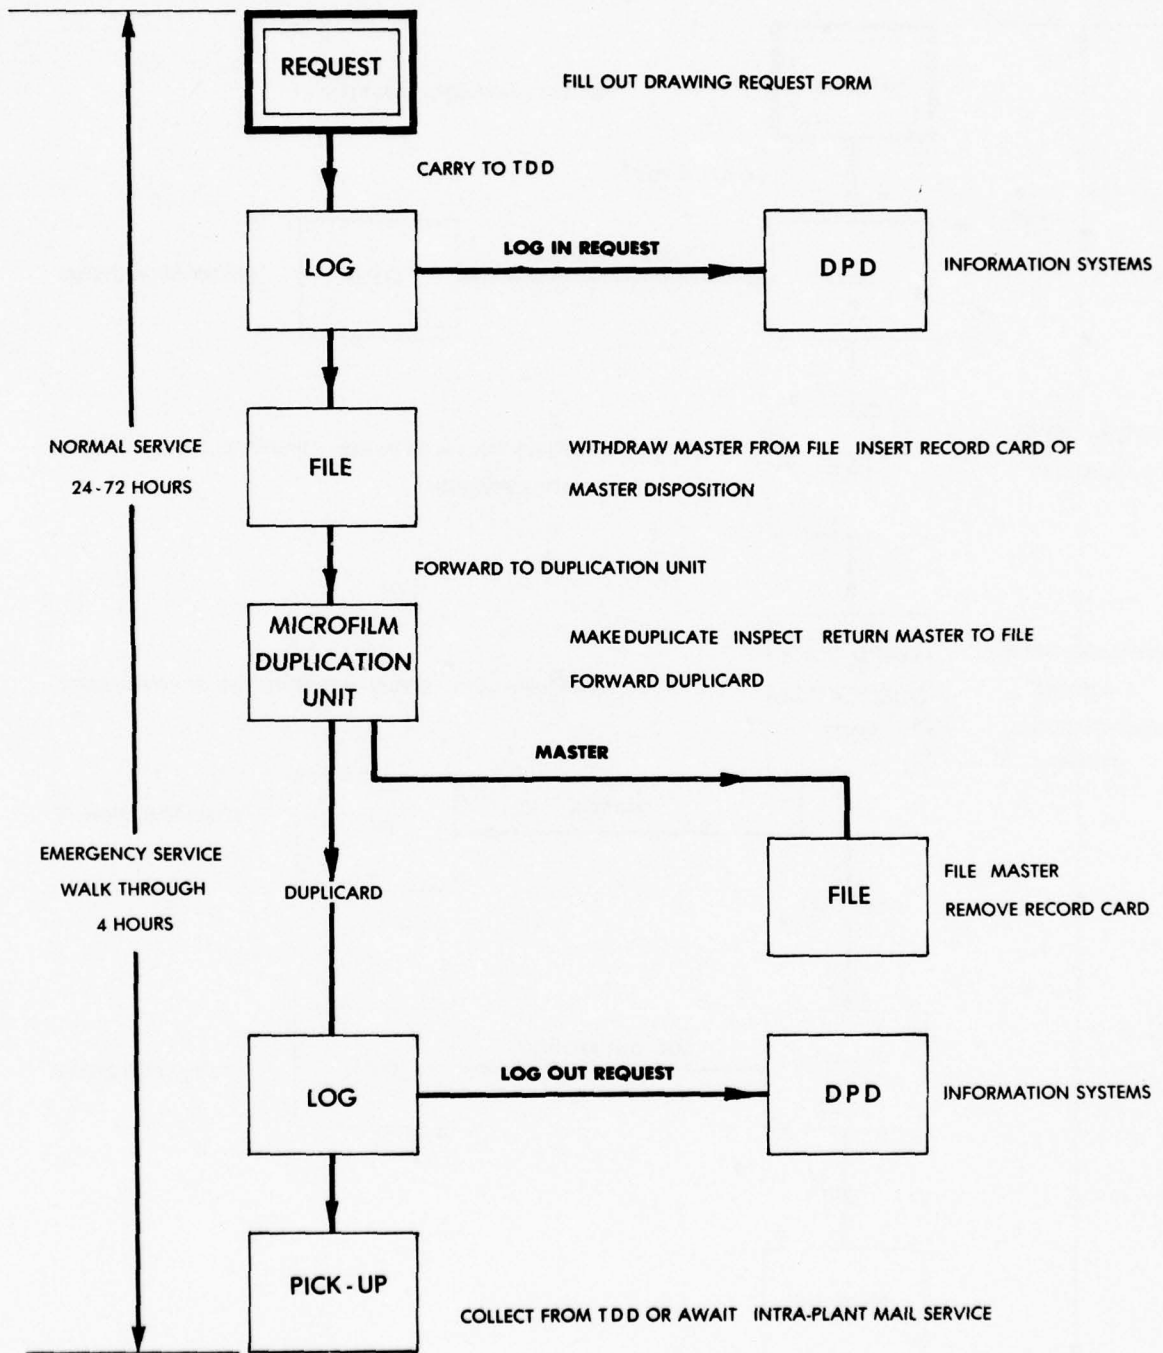 REQUEST
FILL OUT DRAWING REQUEST FORM
CARRY TO TDD
LOG
LOG IN REQUEST
DPD
INFORMATION SYSTEMS
NORMAL SERVICE
24-72 HOURS
FILE
WITHDRAW MASTER FROM FILE INSERT RECORD CARD OF
MASTER DISPOSITION
FORWARD TO DUPLICATION UNIT
MICROFILM
DUPLICATION
UNIT
MAKE DUPLICATE INSPECT RETURN MASTER TO FILE
FORWARD DUPLICARD
MASTER
EMERGENCY SERVICE
WALK THROUGH
4 HOURS
DUPLICARD
FILE
FILE MASTER
REMOVE RECORD CARD
LOG
LOG OUT REQUEST
DPD
INFORMATION SYSTEMS
PICK-UP
COLLECT FROM TDD OR AWAIT INTRA-PLANT MAIL SERVICE